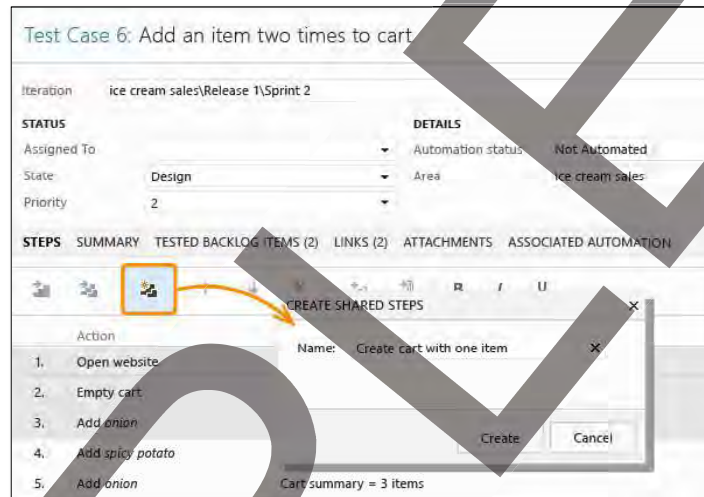 Test Case 6: Add an item two times to cart
Iteration ice cream sales\Release 1\Sprint 2
STATUS DETAILS
Assigned To Automation status Not Automated
State Design Area ice cream sales
Priority 2
STEPS SUMMARY TESTED BACKLOG ITEMS (2) LINKS (2) ATTACHMENTS ASSOCIATED AUTOMATION
B I U
CREATE SHARED STEPS
Name: Create cart with one item
Action
1. Open website
2. Empty cart
3. Add onion
Create Cancel
4. Add spicy potato
5. Add onion Cart summary = 3 items